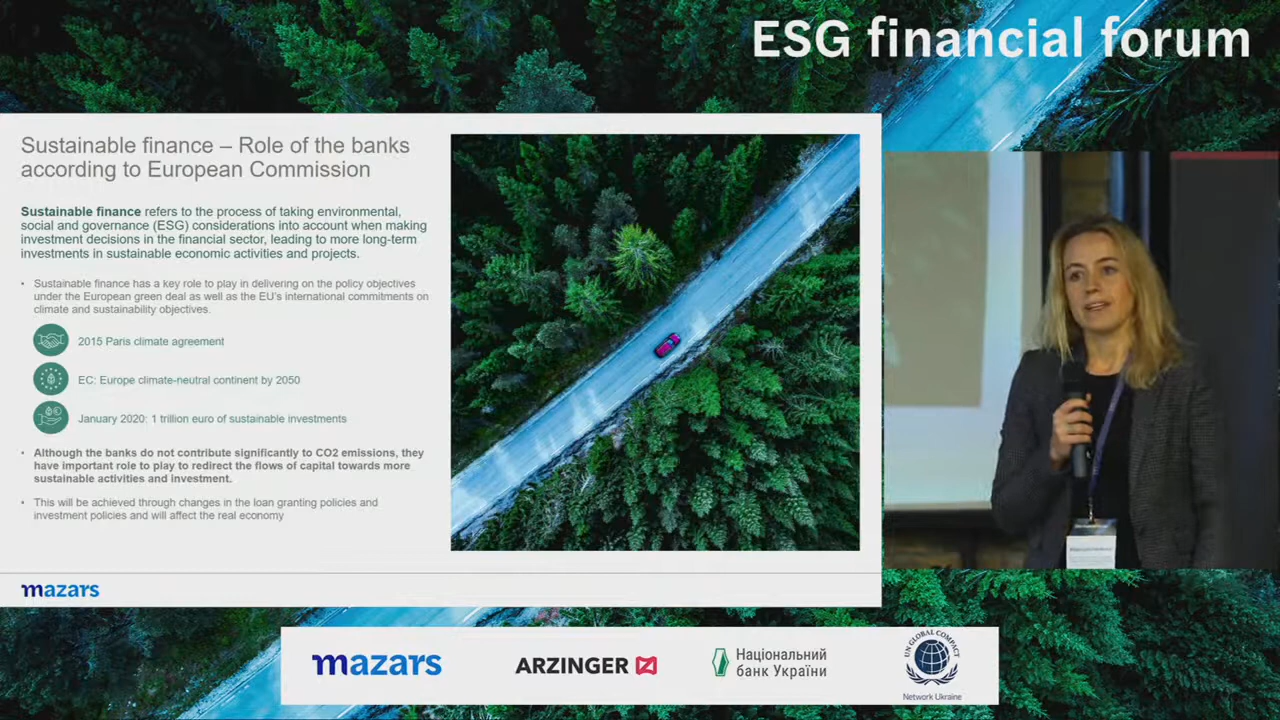 ESG financial forum
Sustainable finance – Role of the banks
according to European Commission
Sustainable finance refers to the process of taking environmental,
social and governance (ESG) considerations into account when making
investment decisions in the financial sector, leading to more long-term
investments in sustainable economic activities and projects.
• Sustainable finance has a key role to play in delivering on the policy objectives
under the European green deal as well as the EU's international commitments on
climate and sustainability objectives.
2015 Paris climate agreement
EC: Europe climate-neutral continent by 2050
January 2020: 1 trillion euro of sustainable investments
• Although the banks do not contribute significantly to CO2 emissions, they
have important role to play to redirect the flows of capital towards more
sustainable activities and investment.
• This will be achieved through changes in the loan granting policies and
investment policies and will affect the real economy
mazars
mazars
ARZINGER
Національний
банк України
UN GLOBAL COMPACT
Network Ukraine